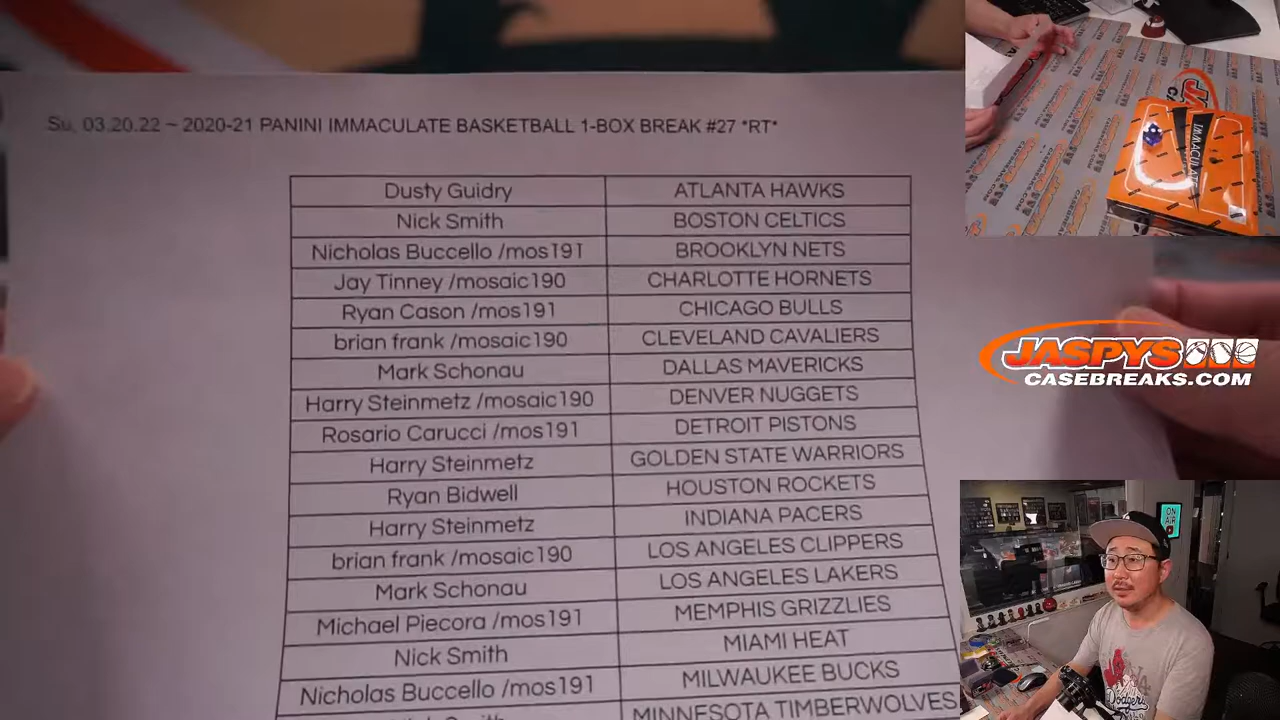 Su, 03.20.22 ~ 2020-21 PANINI IMMACULATE BASKETBALL 1-BOX BREAK #27 *RT*
Dusty Guidry ATLANTA HAWKS
Nick Smith BOSTON CELTICS
Nicholas Buccello /mos191 BROOKLYN NETS
Jay Tinney /mosaic190 CHARLOTTE HORNETS
Ryan Cason /mos191 CHICAGO BULLS
brian frank /mosaic190 CLEVELAND CAVALIERS
Mark Schonau DALLAS MAVERICKS
Harry Steinmetz /mosaic190 DENVER NUGGETS
Rosario Carucci /mos191 DETROIT PISTONS
Harry Steinmetz GOLDEN STATE WARRIORS
Ryan Bidwell HOUSTON ROCKETS
Harry Steinmetz INDIANA PACERS
brian frank /mosaic190 LOS ANGELES CLIPPERS
Mark Schonau LOS ANGELES LAKERS
Michael Piecora /mos191 MEMPHIS GRIZZLIES
Nick Smith MIAMI HEAT
Nicholas Buccello /mos191 MILWAUKEE BUCKS
MINNESOTA TIMBERWOLVES
IMMACULATE
JASPYS
CASEBREAKS.COM
ON
AIR
Dodgers